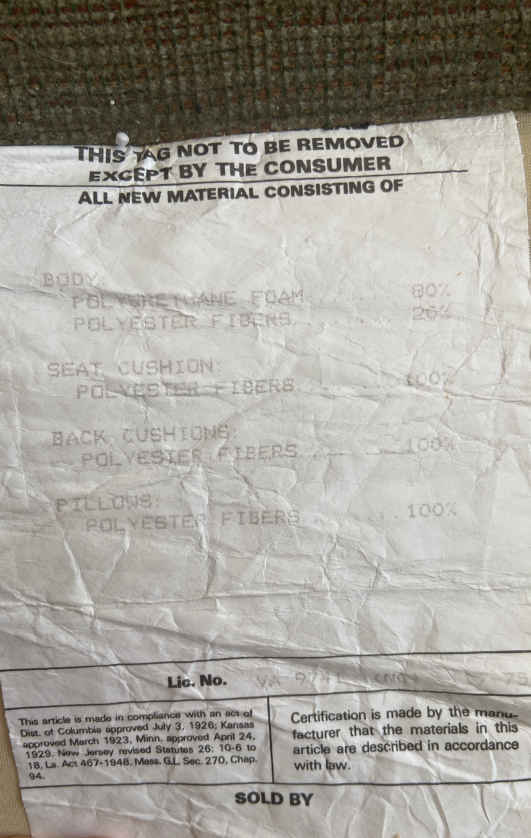 THIS TAG NOT TO BE REMOVED
EXCEPT BY THE CONSUMER
ALL NEW MATERIAL CONSISTING OF
BODY:
POLYURETHANE FOAM........80%
POLYESTER FIBERS.........20%
SEAT CUSHION:
POLYESTER FIBERS........100%
BACK CUSHIONS:
POLYESTER FIBERS........100%
PILLOWS:
POLYESTER FIBERS........100%
Lic. No. VA 9741
This article is made in compliance with an act of
Dist. of Columbia approved July 3, 1926; Kansas
approved March 1923, Minn. approved April 24,
1929. New Jersey revised Statutes 26: 10-6 to
18, La. Act 467-1948. Mass. G.L. Sec. 270, Chap.
94.
Certification is made by the manu-
facturer that the materials in this
article are described in accordance
with law.
SOLD BY